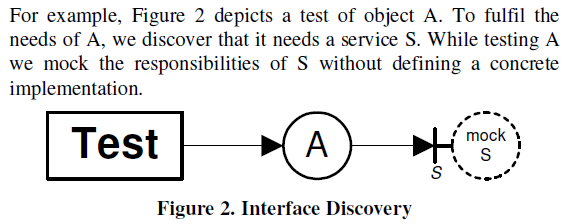 For example, Figure 2 depicts a test of object A. To fulfil the
needs of A, we discover that it needs a service S. While testing A
we mock the responsibilities of S without defining a concrete
implementation.
Test
A
mock
S
S
Figure 2. Interface Discovery